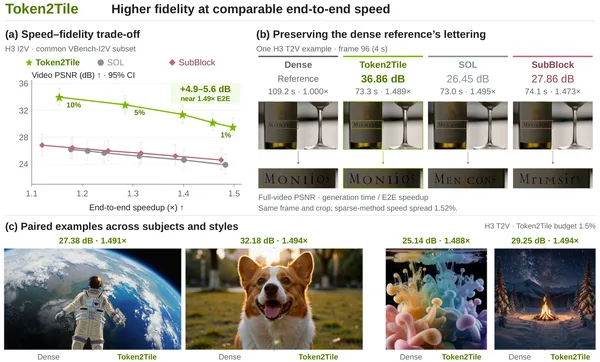 Token2Tile Higher fidelity at comparable end-to-end speed
(a) Speed–fidelity trade-off
H3 I2V · common VBench-I2V subset
Token2Tile SOL SubBlock
Video PSNR (dB) ↑ · 95% CI
+4.9–5.6 dB
near 1.49× E2E
36
32
28
24
10%
5%
1%
1.1 1.2 1.3 1.4 1.5
End-to-end speedup (×) ↑
(b) Preserving the dense reference's lettering
One H3 T2V example · frame 96 (4 s)
Dense Token2Tile SOL SubBlock
Reference 36.86 dB 26.45 dB 27.86 dB
109.2 s · 1.000× 73.3 s · 1.489× 73.0 s · 1.495× 74.1 s · 1.473×
Full-video PSNR · generation time / E2E speedup
Same frame and crop; sparse-method speed spread 1.52%.
(c) Paired examples across subjects and styles
H3 T2V · Token2Tile budget 1.5%
27.38 dB · 1.491× 32.18 dB · 1.494× 25.14 dB · 1.488× 29.25 dB · 1.494×
Dense Token2Tile Dense Token2Tile Dense Token2Tile Dense Token2Tile